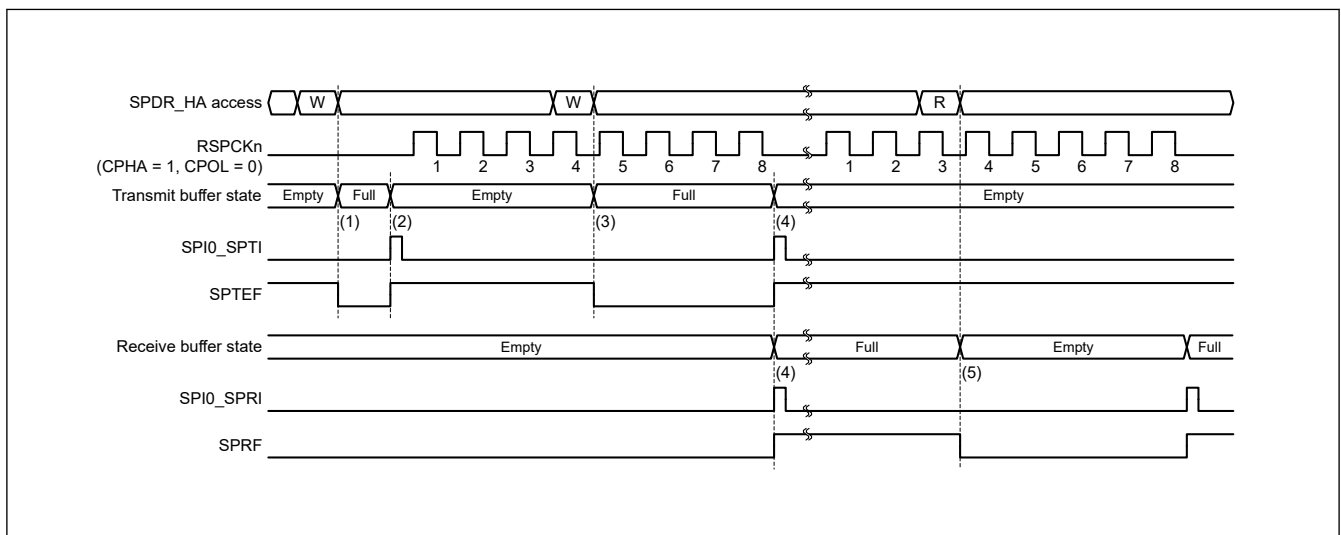 SPDR_HA access W W R
RSPCKn
(CPHA = 1, CPOL = 0) 1 2 3 4 5 6 7 8 1 2 3 4 5 6 7 8
Transmit buffer state Empty Full Empty Full Empty
(1) (2) (3) (4)
SPI0_SPTI
SPTEF
Receive buffer state Empty Full Empty Full
(4) (5)
SPI0_SPRI
SPRF